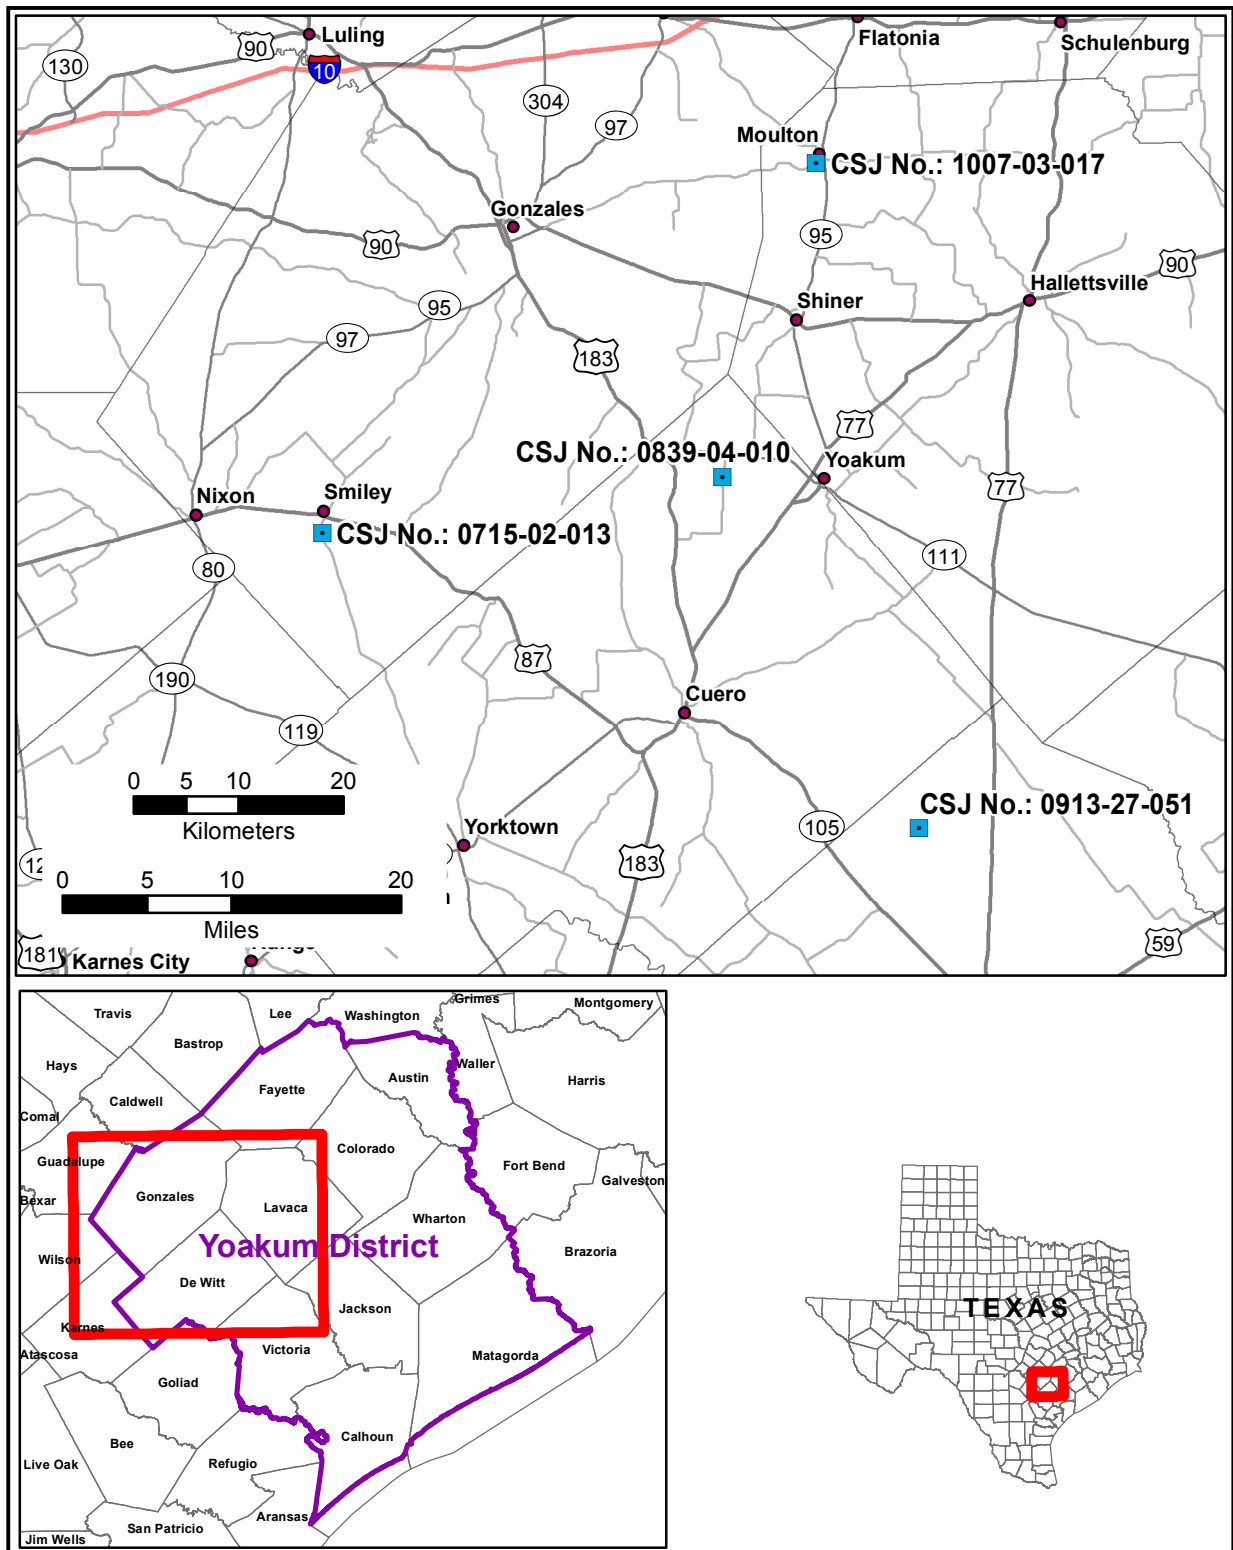 Luling
Flatonia
Schulenburg
90
130
10
304
97
Moulton
CSJ No.: 1007-03-017
Gonzales
90
95
90
Hallettsville
95
Shiner
97
183
77
CSJ No.: 0839-04-010
Yoakum
77
Nixon
Smiley
CSJ No.: 0715-02-013
80
111
87
190
Cuero
119
0 5 10 20
Kilometers
CSJ No.: 0913-27-051
Yorktown
105
183
0 5 10 20
Miles
59
181
Karnes City
Grimes
Montgomery
Travis
Lee
Washington
Bastrop
Hays
Waller
Austin
Harris
Fayette
Caldwell
Comal
Colorado
Guadalupe
Fort Bend
Galveston
Bexar
Gonzales
Lavaca
Wharton
Yoakum District
Brazoria
Wilson
De Witt
Jackson
Karnes
Victoria
Atascosa
Matagorda
Goliad
Calhoun
Bee
Live Oak
Refugio
Aransas
San Patricio
Jim Wells
TEXAS